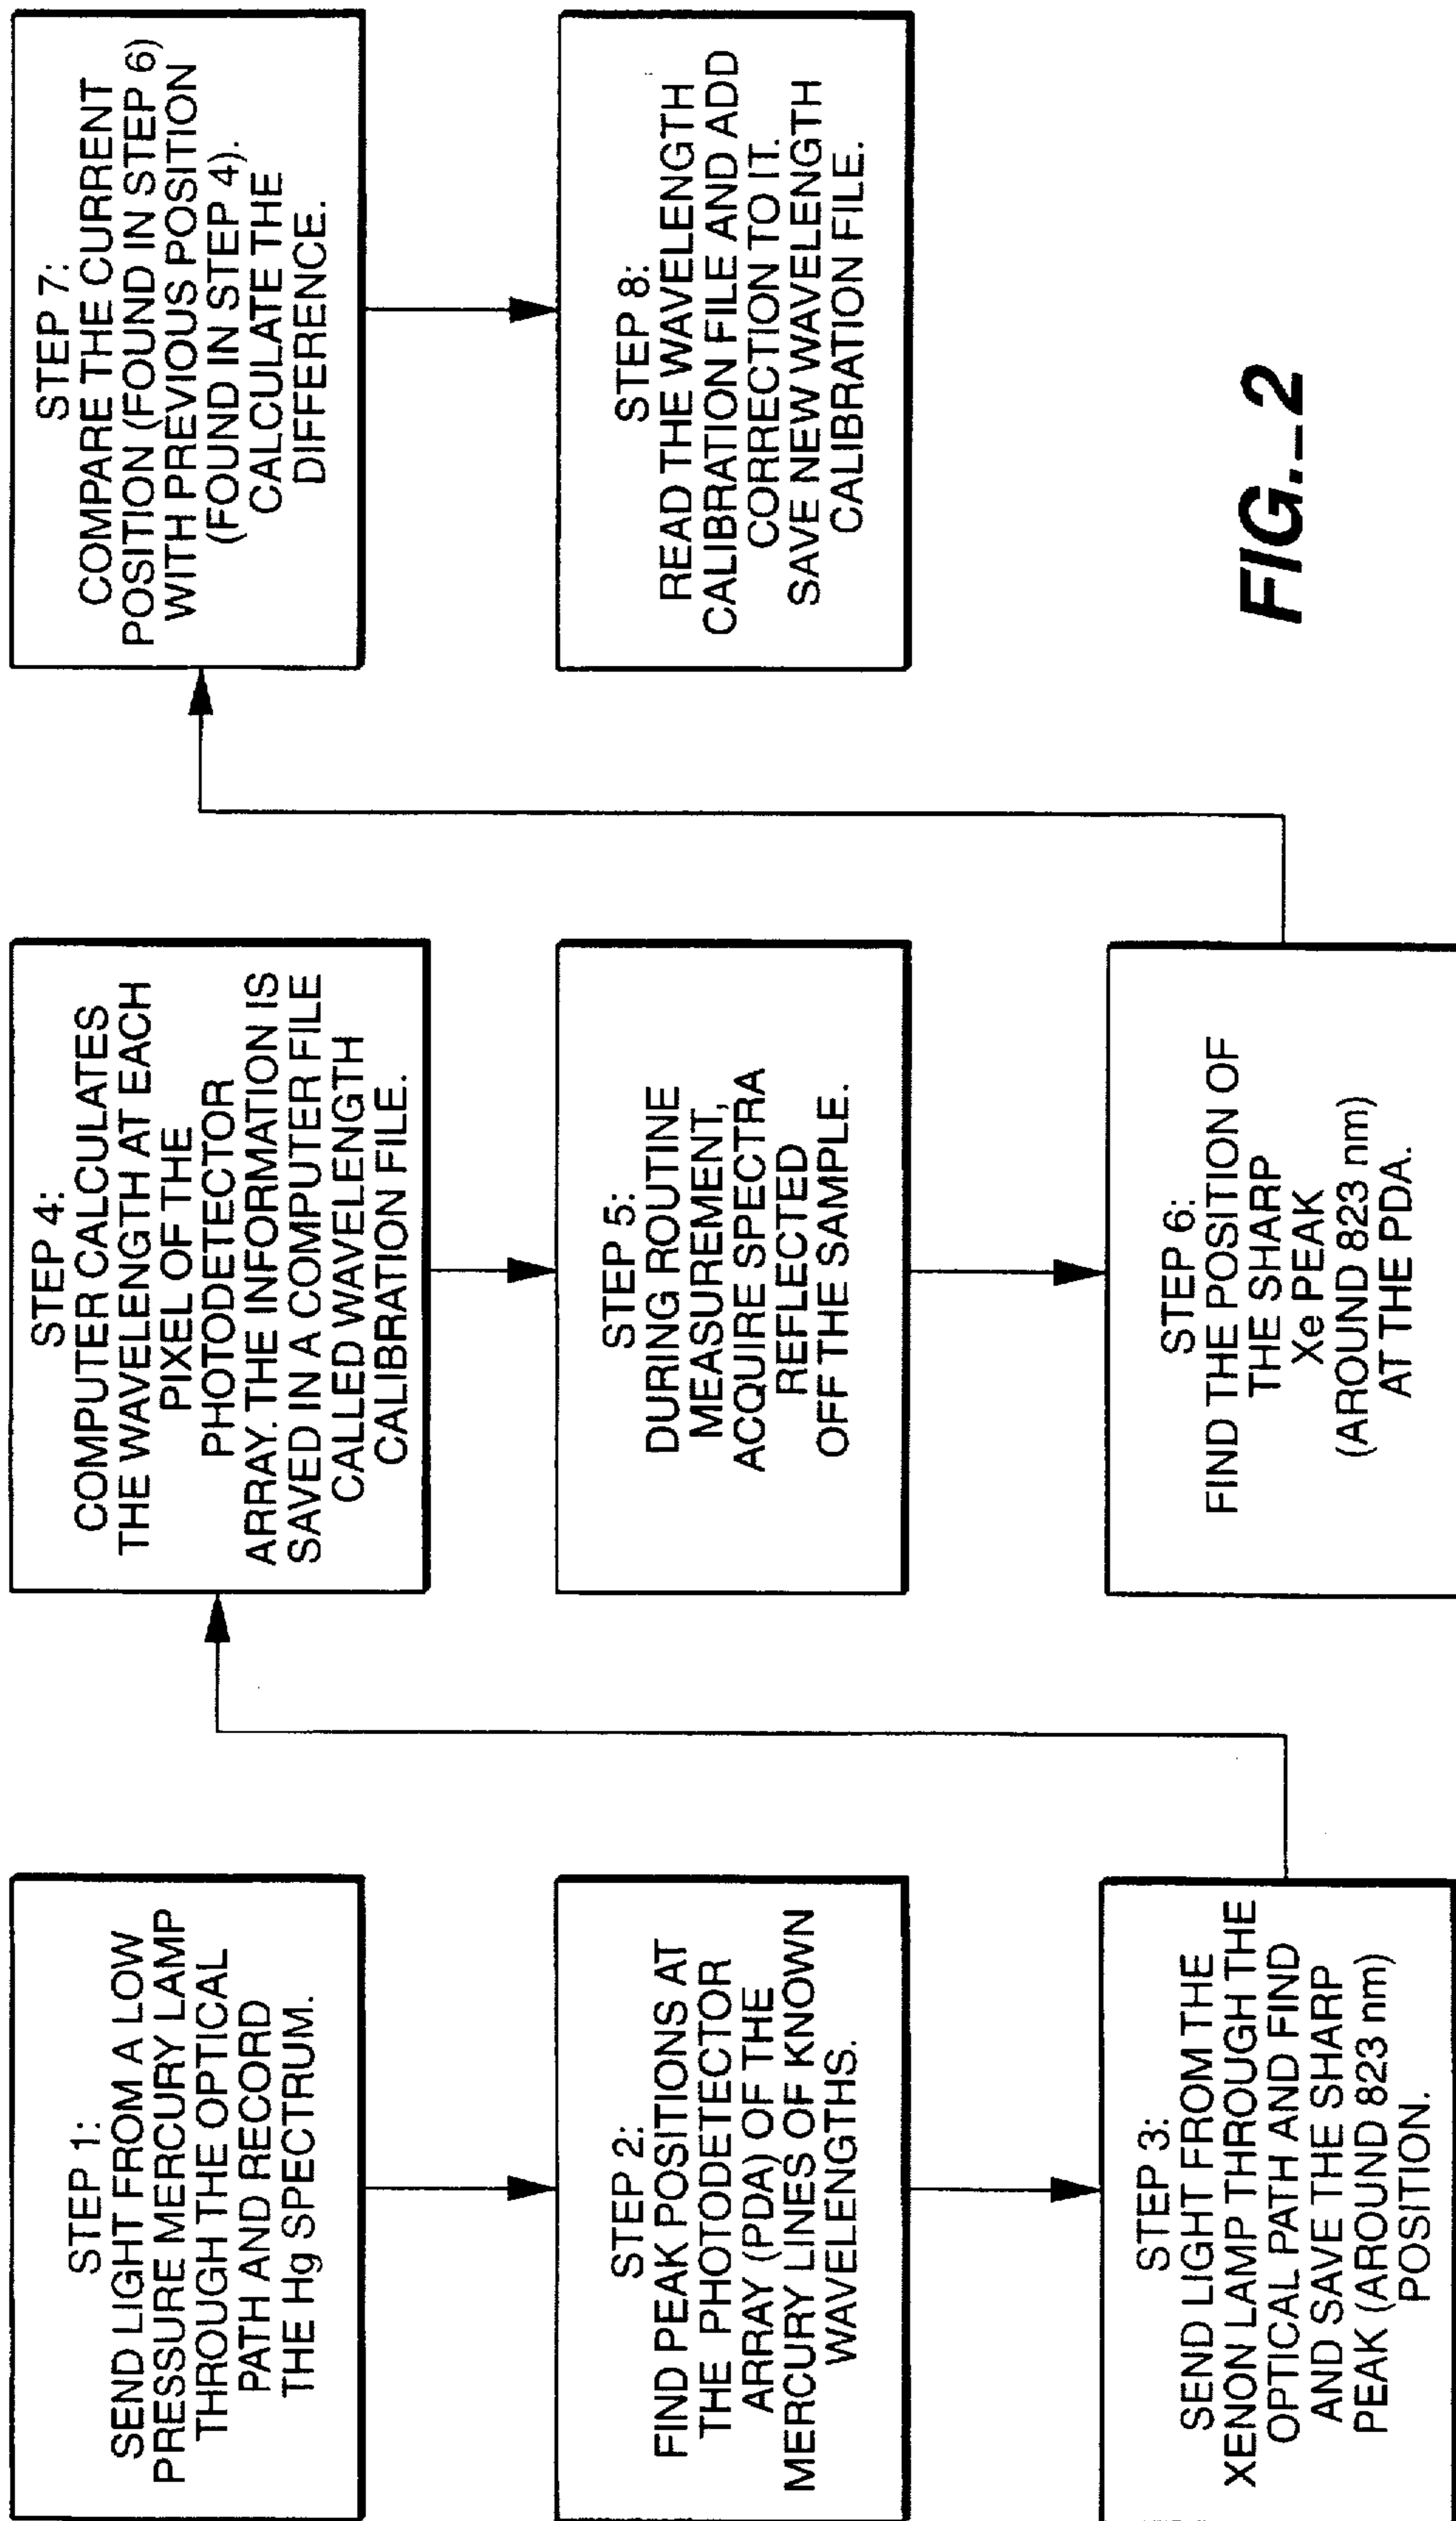 STEP 1:
SEND LIGHT FROM A LOW
PRESSURE MERCURY LAMP
THROUGH THE OPTICAL
PATH AND RECORD
THE Hg SPECTRUM.
STEP 2:
FIND PEAK POSITIONS AT
THE PHOTODETECTOR
ARRAY (PDA) OF THE
MERCURY LINES OF KNOWN
WAVELENGTHS.
STEP 3:
SEND LIGHT FROM THE
XENON LAMP THROUGH THE
OPTICAL PATH AND FIND
AND SAVE THE SHARP
PEAK (AROUND 823 nm)
POSITION.
STEP 4:
COMPUTER CALCULATES
THE WAVELENGTH AT EACH
PIXEL OF THE
PHOTODETECTOR
ARRAY. THE INFORMATION IS
SAVED IN A COMPUTER FILE
CALLED WAVELENGTH
CALIBRATION FILE.
STEP 5:
DURING ROUTINE
MEASUREMENT,
ACQUIRE SPECTRA
REFLECTED
OFF THE SAMPLE.
STEP 6:
FIND THE POSITION OF
THE SHARP
Xe PEAK
(AROUND 823 nm)
AT THE PDA.
STEP 7:
COMPARE THE CURRENT
POSITION (FOUND IN STEP 6)
WITH PREVIOUS POSITION
(FOUND IN STEP 4).
CALCULATE THE
DIFFERENCE.
STEP 8:
READ THE WAVELENGTH
CALIBRATION FILE AND ADD
CORRECTION TO IT.
SAVE NEW WAVELENGTH
CALIBRATION FILE.
FIG._2